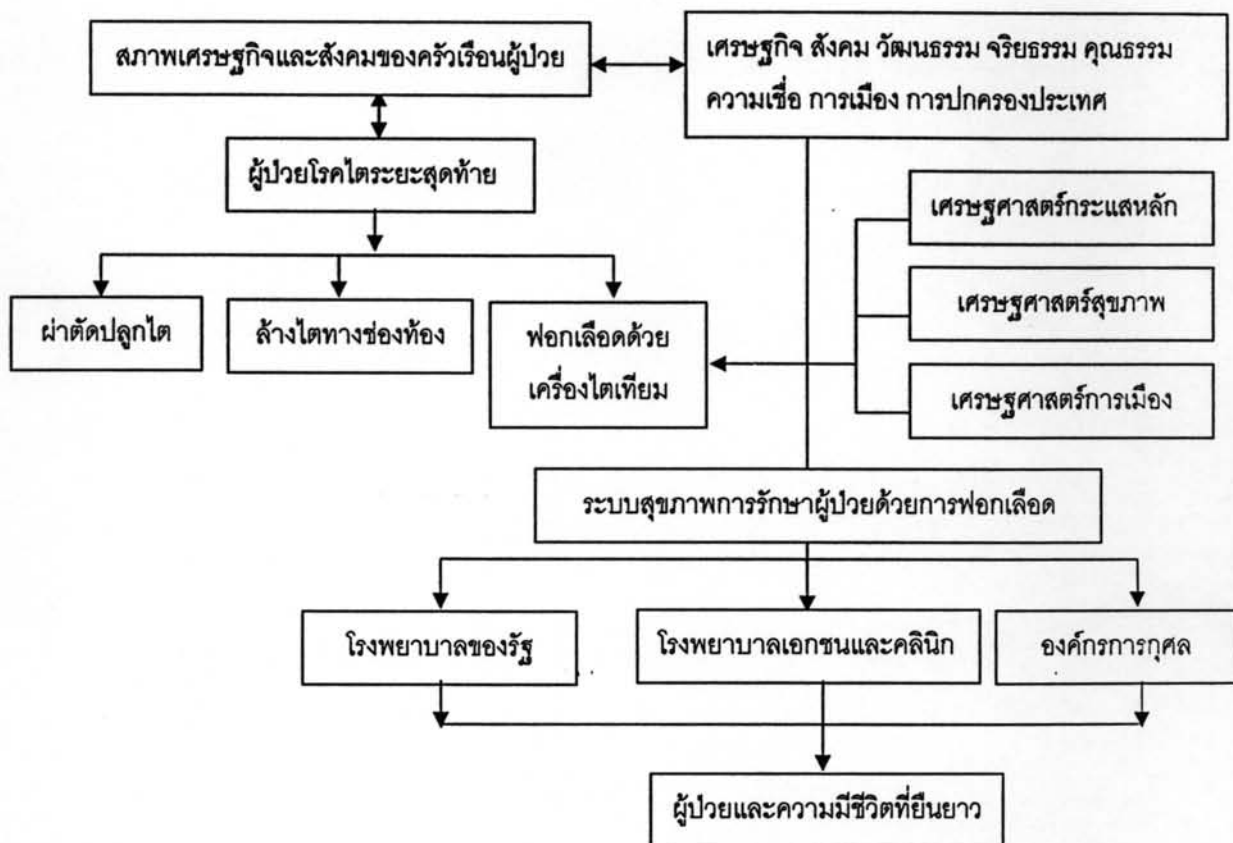 สภาพเศรษฐกิจและสังคมของครัวเรือนผู้ป่วย
เศรษฐกิจ สังคม วัฒนธรรม จริยธรรม คุณธรรม
ความเชื่อ การเมือง การปกครองประเทศ
ผู้ป่วยโรคไตระยะสุดท้าย
เศรษฐศาสตร์กระแสหลัก
เศรษฐศาสตร์สุขภาพ
เศรษฐศาสตร์การเมือง
ผ่าตัดปลูกไต
ล้างไตทางช่องท้อง
ฟอกเลือดด้วย
เครื่องไตเทียม
ระบบสุขภาพการรักษาผู้ป่วยด้วยการฟอกเลือด
โรงพยาบาลของรัฐ
โรงพยาบาลเอกชนและคลินิก
องค์กรการกุศล
ผู้ป่วยและความมีชีวิตที่ยืนยาว